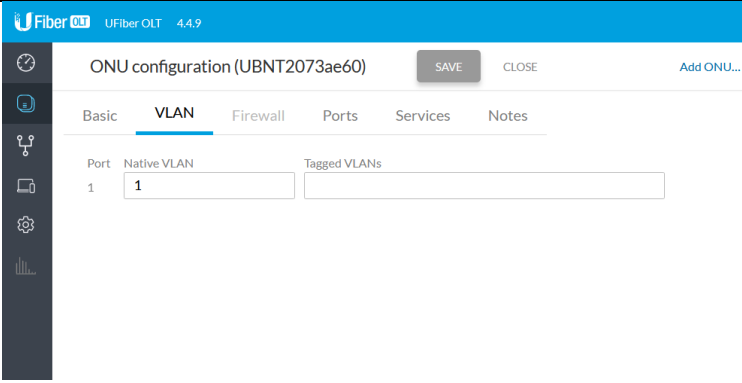 UFiber OLT UFiber OLT 4.4.9
ONU configuration (UBNT2073ae60) SAVE CLOSE Add ONU...
Basic VLAN Firewall Ports Services Notes
Port Native VLAN Tagged VLANs
1 1